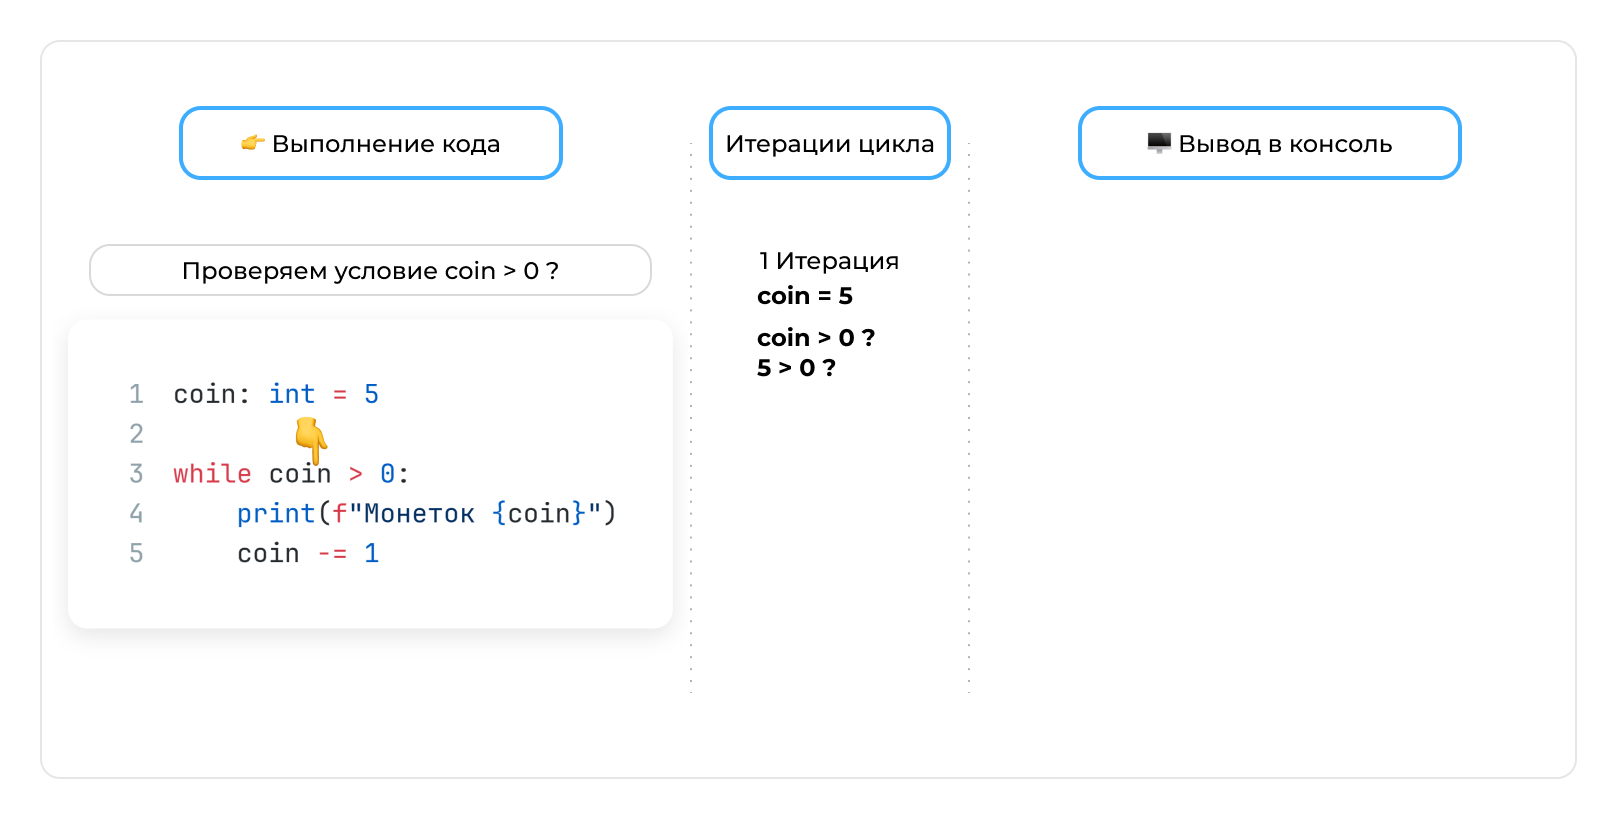 👉 Выполнение кода
Итерации цикла
🖥️ Вывод в консоль
Проверяем условие coin > 0 ?
1 coin: int = 5
2
3 while coin > 0:
4     print(f"Монеток {coin}")
5     coin -= 1
1 Итерация
coin = 5
coin > 0 ?
5 > 0 ?